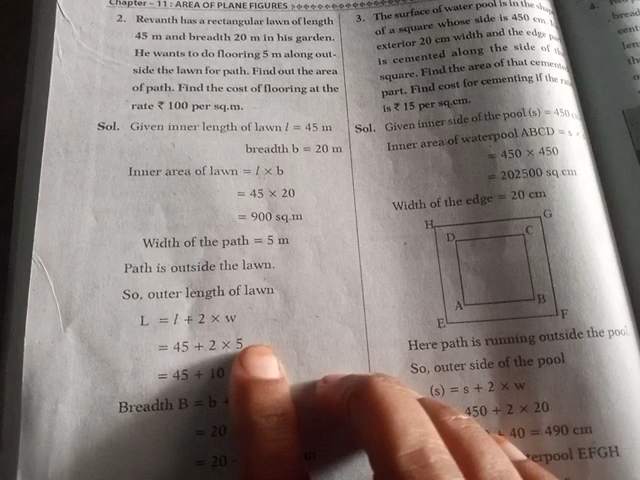 Chapter – 11 : AREA OF PLANE FIGURES
2. Revanth has a rectangular lawn of length
45 m and breadth 20 m in his garden.
He wants to do flooring 5 m along out-
side the lawn for path. Find out the area
of path. Find the cost of flooring at the
rate ₹ 100 per sq.m.
Sol. Given inner length of lawn l = 45 m
breadth b = 20 m
Inner area of lawn = l × b
= 45 × 20
= 900 sq.m
Width of the path = 5 m
Path is outside the lawn.
So, outer length of lawn
L = l + 2 × w
= 45 + 2 × 5
= 45 + 10
Breadth B = b +
= 20
= 20
3. The surface of water pool is in the
of a square whose side is 450 cm
exterior 20 cm width and the edge
is cemented along the side of
square. Find the area of that
part. Find cost for cementing if the
is ₹ 15 per sq.cm.
Sol. Given inner side of the pool (s) = 450
Inner area of waterpool ABCD = s ×
= 450 × 450
= 202500 sq cm
Width of the edge = 20 cm
H G
D C
A B
E F
Here path is running outside the pool
So, outer side of the pool
(s) = s + 2 × w
450 + 2 × 20
+ 40 = 490 cm
EFGH
4.